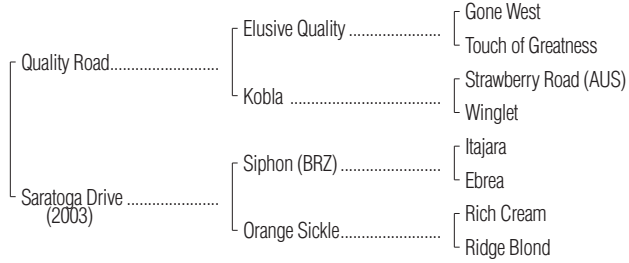 Gone West
Elusive Quality ......................
Touch of Greatness
Quality Road..........................
Strawberry Road (AUS)
Kobla .....................................
Winglet
Itajara
Siphon (BRZ) .........................
Ebrea
Saratoga Drive ......................
(2003)
Rich Cream
Orange Sickle.........................
Ridge Blond